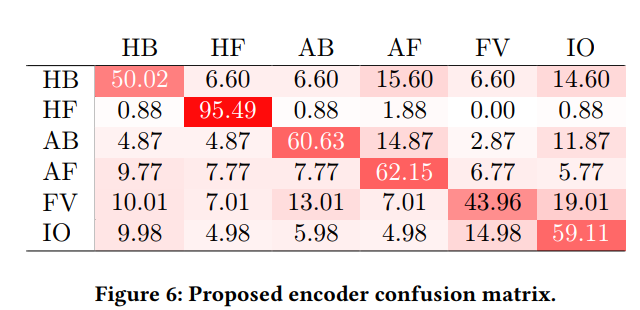 HB HF AB AF FV IO
HB 50.02 6.60 6.60 15.60 6.60 14.60
HF 0.88 95.49 0.88 1.88 0.00 0.88
AB 4.87 4.87 60.63 14.87 2.87 11.87
AF 9.77 7.77 7.77 62.15 6.77 5.77
FV 10.01 7.01 13.01 7.01 43.96 19.01
IO 9.98 4.98 5.98 4.98 14.98 59.11
Figure 6: Proposed encoder confusion matrix.